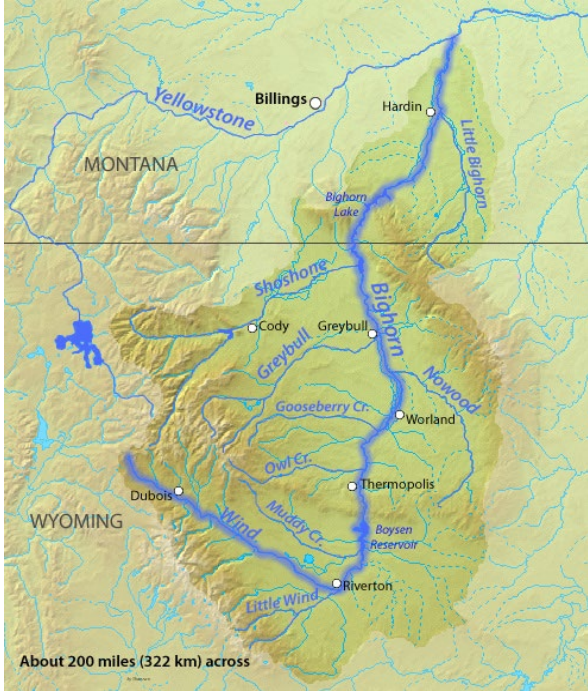 Billings
Yellowstone
Hardin
Little Bighorn
MONTANA
Bighorn
Lake
Shoshone
Bighorn
Cody
Greybull
Greybull
Nowood
Gooseberry Cr.
Worland
Owl Cr.
Thermopolis
Dubois
Muddy Cr.
WYOMING
Wind
Boysen
Reservoir
Riverton
Little Wind
About 200 miles (322 km) across